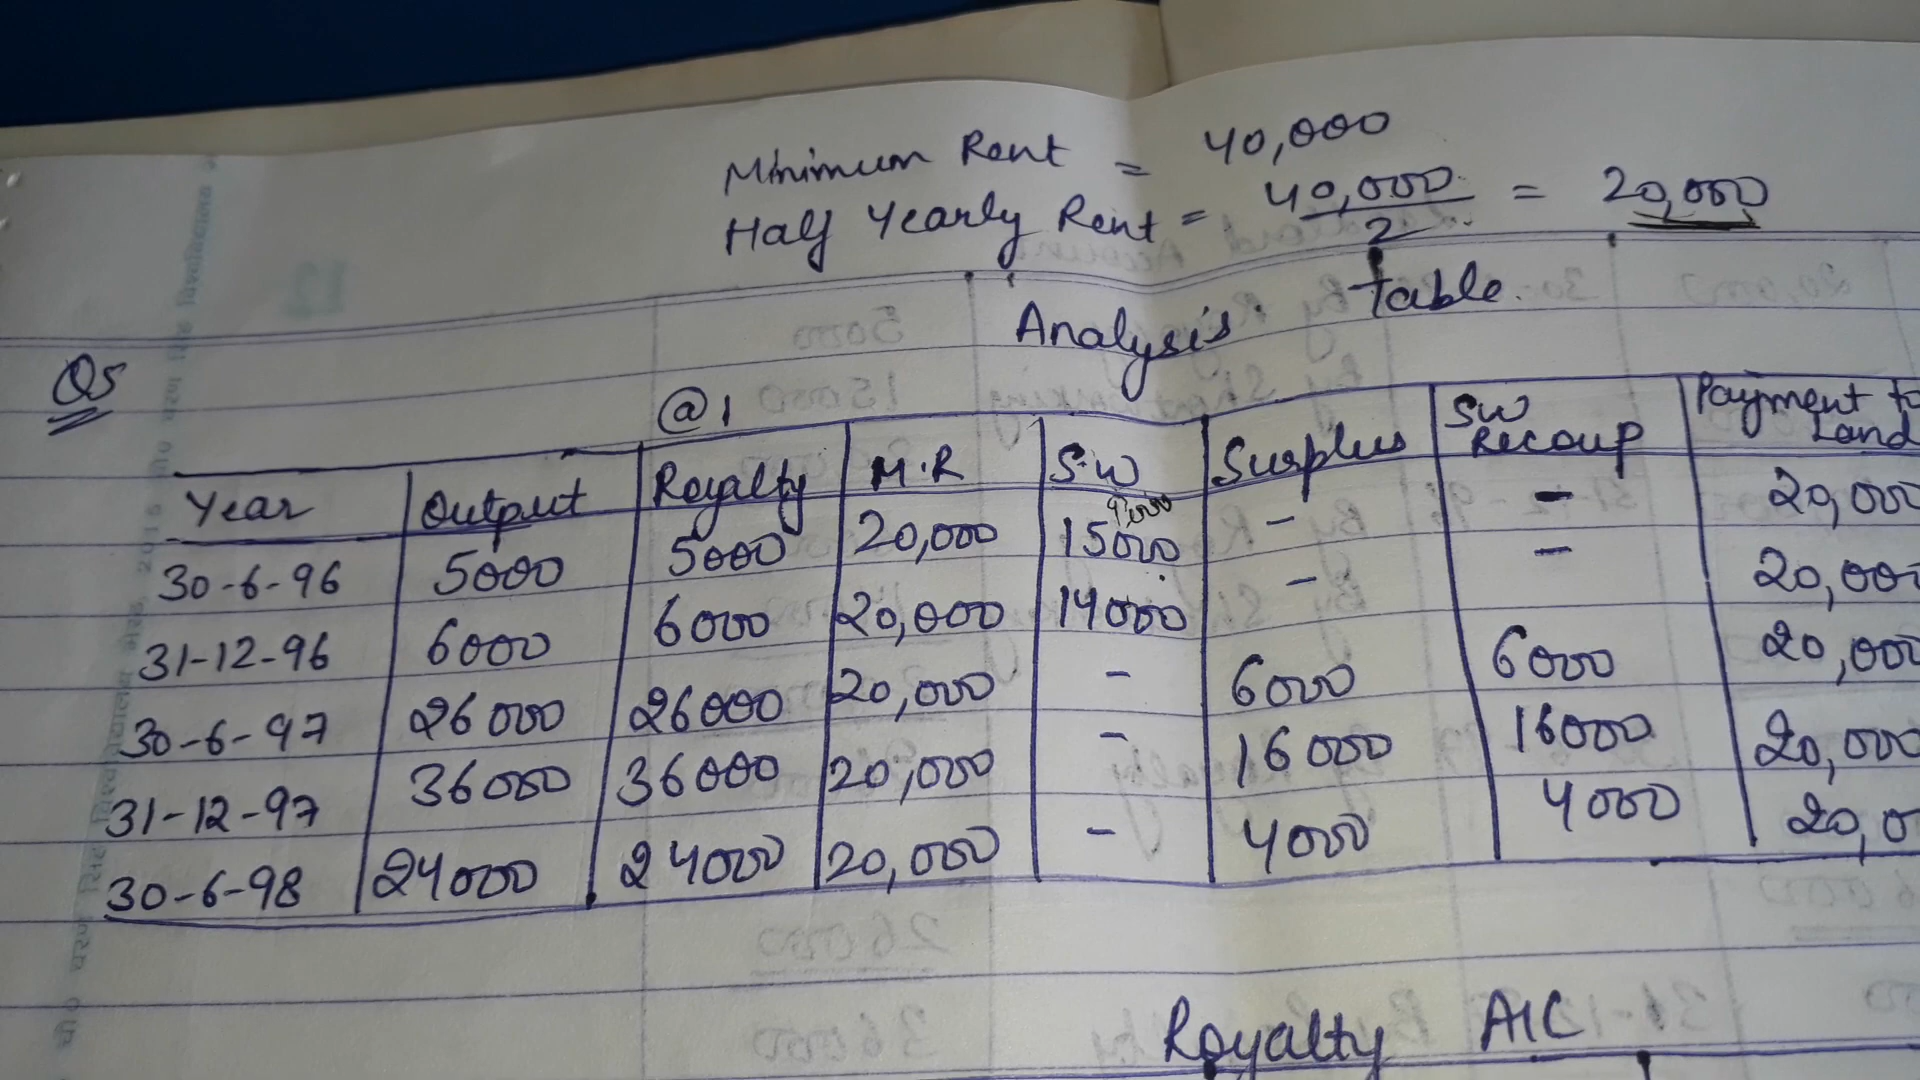 Minimum Rent = 40,000
Half Yearly Rent = 40,000 / 2 = 20,000
Analysis table.
Q5
@1
Year Output Royalty M.R S.W Surplus SW Recoup Payment to Land
30-6-96 5000 5000 20,000 15000 - - 20,000
31-12-96 6000 6000 20,000 14000 - - 20,000
30-6-97 26000 26000 20,000 - 6000 6000 20,000
31-12-97 36000 36000 20,000 - 16000 16000 20,000
30-6-98 24000 24000 20,000 - 4000 4000 20,0
Royalty A/C